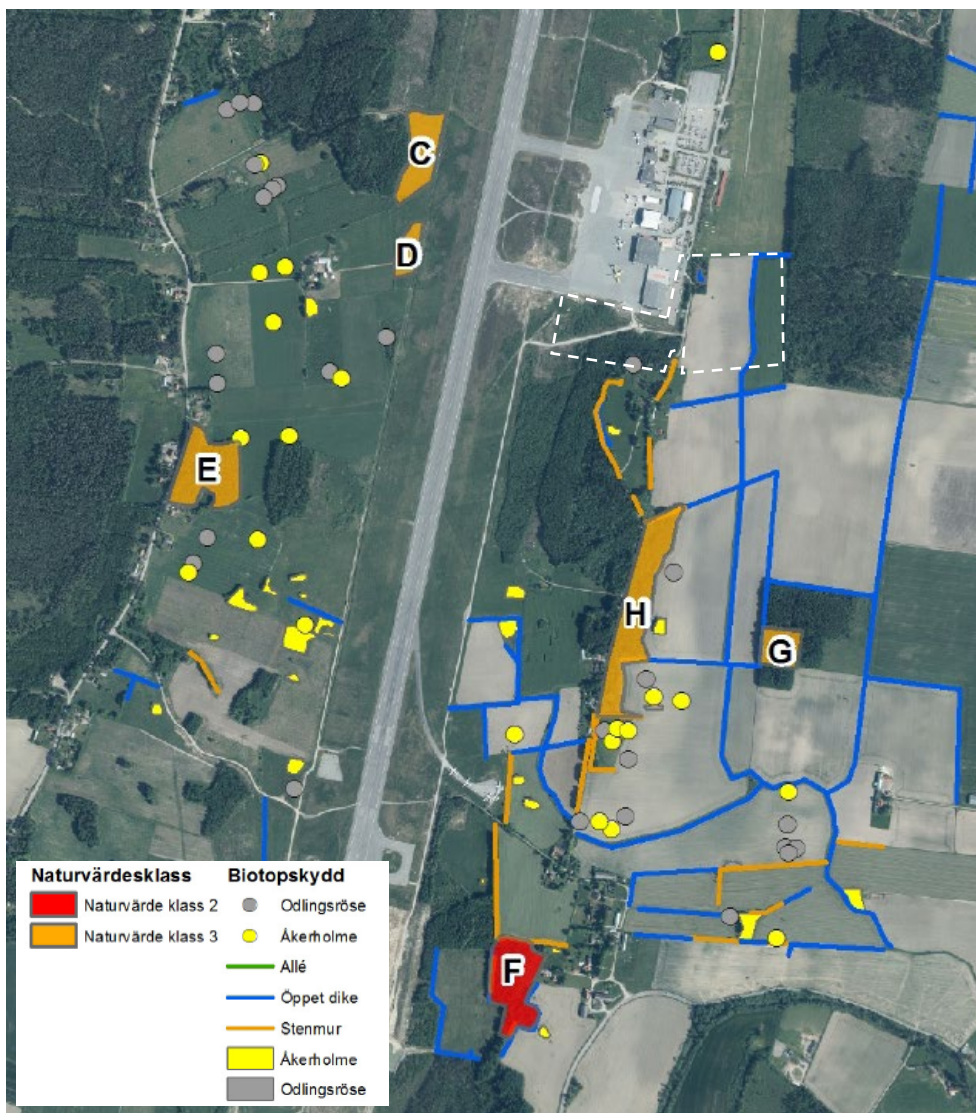 C
D
E
H
G
F
Naturvärdesklass
Naturvärde klass 2
Naturvärde klass 3
Biotopskydd
Odlingsröse
Åkerholme
Allé
Öppet dike
Stenmur
Åkerholme
Odlingsröse